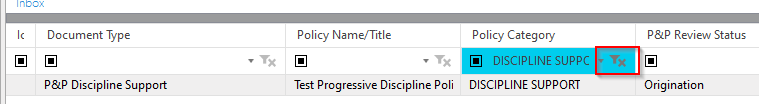 Inbox
Ic Document Type Policy Name/Title Policy Category P&P Review Status
DISCIPLINE SUPPC
P&P Discipline Support Test Progressive Discipline Poli DISCIPLINE SUPPORT Origination